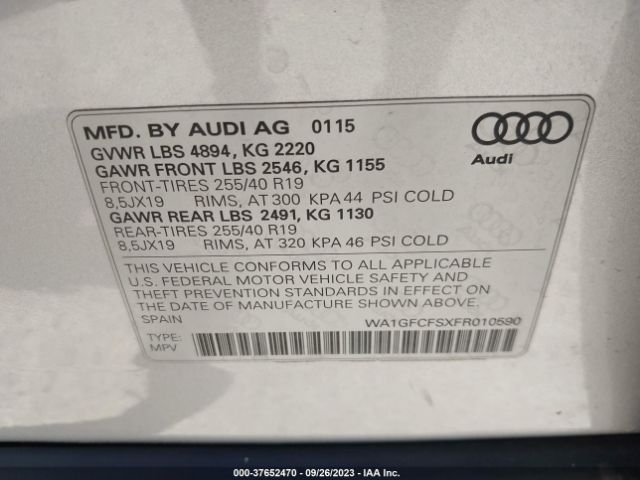 MFD. BY AUDI AG 0115
GVWR LBS 4894, KG 2220
GAWR FRONT LBS 2546, KG 1155
FRONT-TIRES 255/40 R19
8,5JX19 RIMS, AT 300 KPA 44 PSI COLD
GAWR REAR LBS 2491, KG 1130
REAR-TIRES 255/40 R19
8,5JX19 RIMS, AT 320 KPA 46 PSI COLD
Audi
THIS VEHICLE CONFORMS TO ALL APPLICABLE
U.S. FEDERAL MOTOR VEHICLE SAFETY AND
THEFT PREVENTION STANDARDS IN EFFECT ON
THE DATE OF MANUFACTURE SHOWN ABOVE.
SPAIN
WA1GFCFSXFR010590
TYPE:
MPV
000-37652470 - 09/26/2023 - IAA Inc.